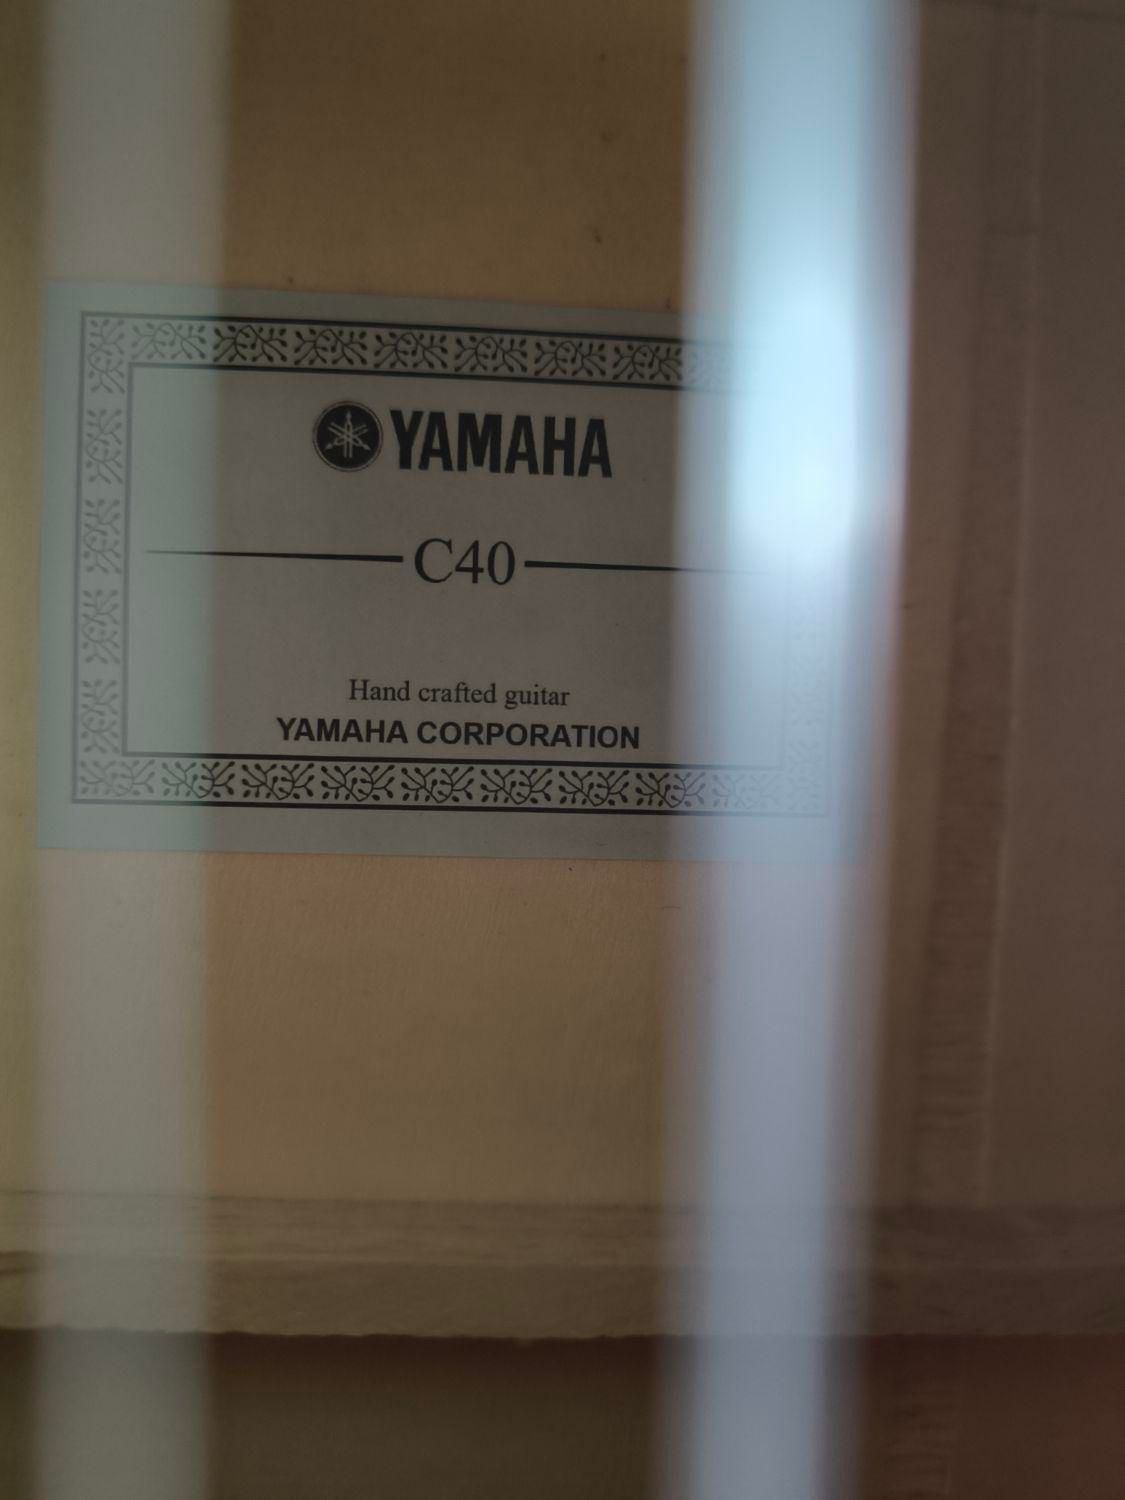 YAMAHA
C40
Hand crafted guitar
YAMAHA CORPORATION